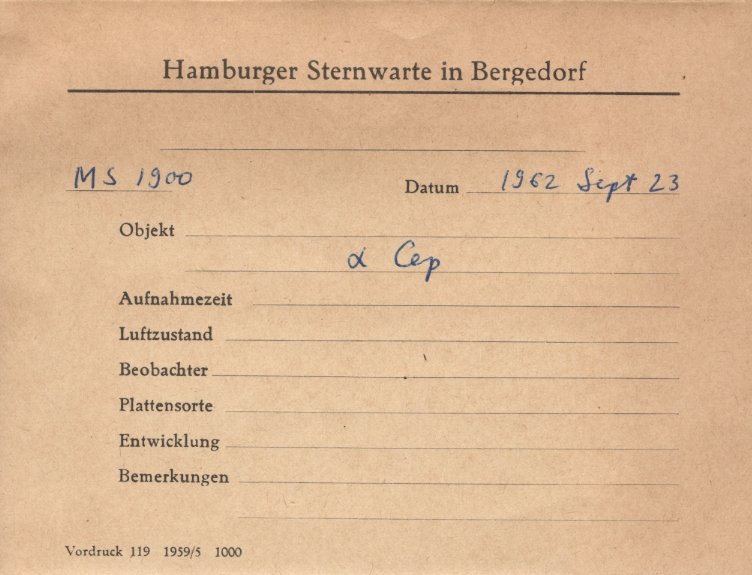 Hamburger Sternwarte in Bergedorf
MS 1900 Datum 1962 Sept 23
Objekt
α Cep
Aufnahmezeit
Luftzustand
Beobachter
Plattensorte
Entwicklung
Bemerkungen
Vordruck 119 1959/5 1000